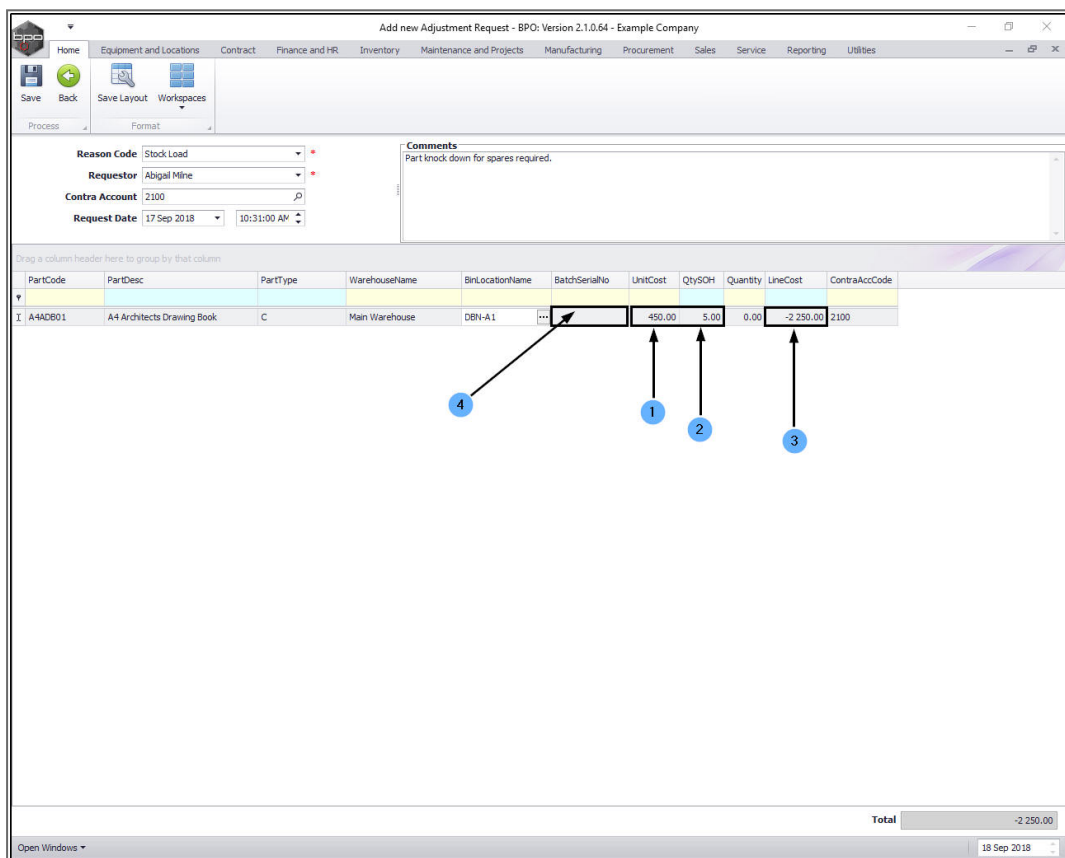 Add new Adjustment Request - BPO: Version 2.1.0.64 - Example Company
bpo
Home Equipment and Locations Contract Finance and HR Inventory Maintenance and Projects Manufacturing Procurement Sales Service Reporting Utilities
Save Back Save Layout Workspaces
Process Format
Reason Code Stock Load *
Requestor Abigail Milne *
Contra Account 2100
Request Date 17 Sep 2018 10:31:00 AM
Comments
Part knock down for spares required.
Drag a column header here to group by that column
PartCode PartDesc PartType WarehouseName BinLocationName BatchSerialNo UnitCost QtySOH Quantity LineCost ContraAccCode
A4ADB01 A4 Architects Drawing Book C Main Warehouse DBN-A1 ... 450.00 5.00 0.00 -2 250.00 2100
4 1 2 3
Total -2 250.00
Open Windows 18 Sep 2018